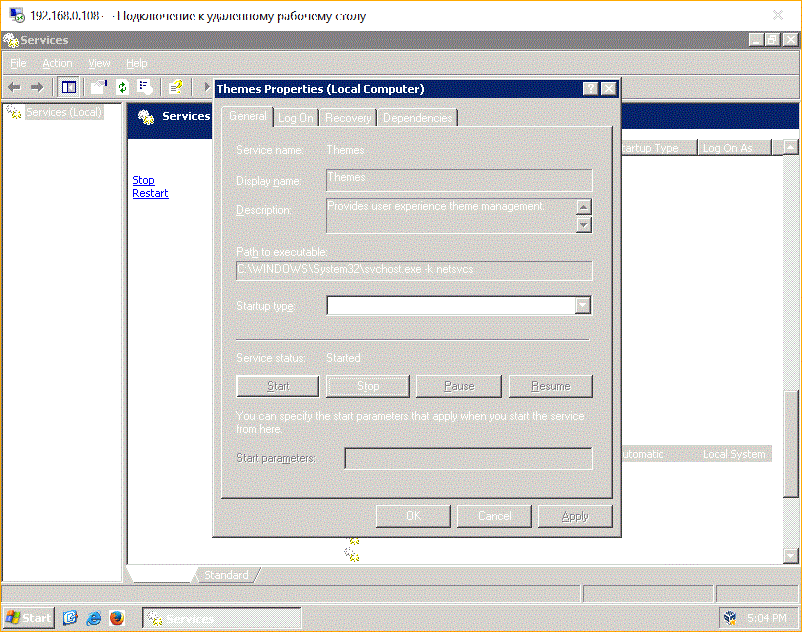 192.168.0.108 - Подключение к удаленному рабочему столу
Services
File Action View Help
Services (Local)
Services
Stop
Restart
Themes Properties (Local Computer)
General Log On Recovery Dependencies
Service name: Themes
Display name: Themes
Description: Provides user experience theme management.
Path to executable:
C:\WINDOWS\System32\svchost.exe -k netsvcs
Startup type:
Service status: Started
Start Stop Pause Resume
You can specify the start parameters that apply when you start the service
from here.
Start parameters:
OK Cancel Apply
tartup Type Log On As
utomatic Local System
Standard
Start Services 5:04 PM